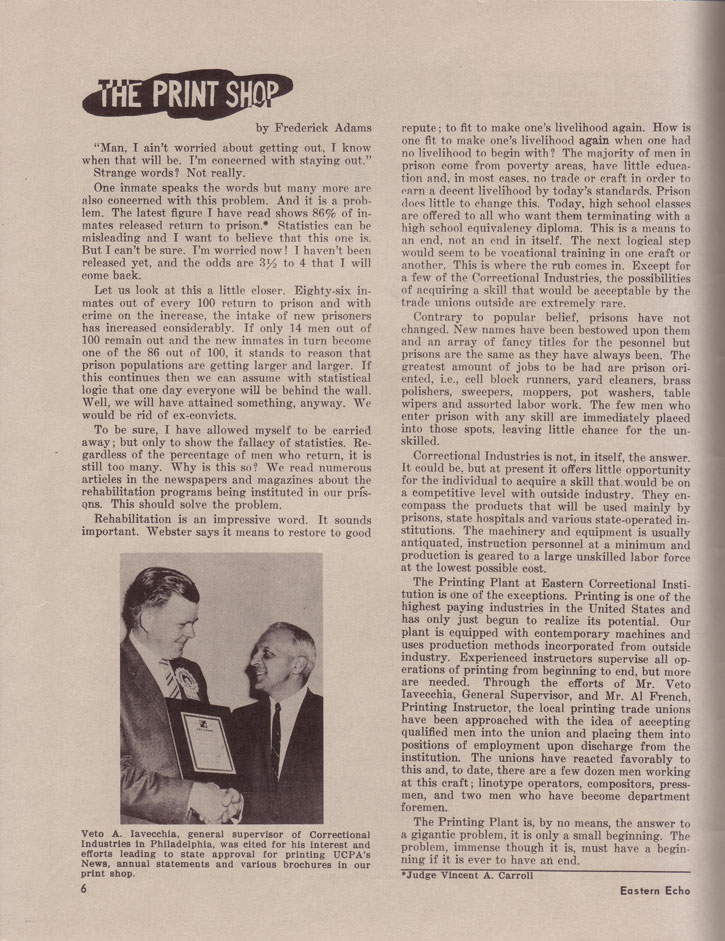 THE PRINT SHOP
by Frederick Adams
"Man, I ain't worried about getting out, I know
when that will be. I'm concerned with staying out."
Strange words? Not really.
One inmate speaks the words but many more are
also concerned with this problem. And it is a prob-
lem. The latest figure I have read shows 86% of in-
mates released return to prison.* Statistics can be
misleading and I want to believe that this one is.
But I can't be sure. I'm worried now! I haven't been
released yet, and the odds are 3½ to 4 that I will
come back.
Let us look at this a little closer. Eighty-six in-
mates out of every 100 return to prison and with
crime on the increase, the intake of new prisoners
has increased considerably. If only 14 men out of
100 remain out and the new inmates in turn become
one of the 86 out of 100, it stands to reason that
prison populations are getting larger and larger. If
this continues then we can assume with statistical
logic that one day everyone will be behind the wall.
Well, we will have attained something, anyway. We
would be rid of ex-convicts.
To be sure, I have allowed myself to be carried
away; but only to show the fallacy of statistics. Re-
gardless of the percentage of men who return, it is
still too many. Why is this so? We read numerous
articles in the newspapers and magazines about the
rehabilitation programs being instituted in our pris-
ons. This should solve the problem.
Rehabilitation is an impressive word. It sounds
important. Webster says it means to restore to good
Veto A. Iavecchia, general supervisor of Correctional
Industries in Philadelphia, was cited for his interest and
efforts leading to state approval for printing UCPA's
News, annual statements and various brochures in our
print shop.
6
repute; to fit to make one's livelihood again. How is
one fit to make one's livelihood again when one had
no livelihood to begin with? The majority of men in
prison come from poverty areas, have little educa-
tion and, in most cases, no trade or craft in order to
earn a decent livelihood by today's standards. Prison
does little to change this. Today, high school classes
are offered to all who want them terminating with a
high school equivalency diploma. This is a means to
an end, not an end in itself. The next logical step
would seem to be vocational training in one craft or
another. This is where the rub comes in. Except for
a few of the Correctional Industries, the possibilities
of acquiring a skill that would be acceptable by the
trade unions outside are extremely rare.
Contrary to popular belief, prisons have not
changed. New names have been bestowed upon them
and an array of fancy titles for the pesonnel but
prisons are the same as they have always been. The
greatest amount of jobs to be had are prison ori-
ented, i.e., cell block runners, yard cleaners, brass
polishers, sweepers, moppers, pot washers, table
wipers and assorted labor work. The few men who
enter prison with any skill are immediately placed
into those spots, leaving little chance for the un-
skilled.
Correctional Industries is not, in itself, the answer.
It could be, but at present it offers little opportunity
for the individual to acquire a skill that would be on
a competitive level with outside industry. They en-
compass the products that will be used mainly by
prisons, state hospitals and various state-operated in-
stitutions. The machinery and equipment is usually
antiquated, instruction personnel at a minimum and
production is geared to a large unskilled labor force
at the lowest possible cost.
The Printing Plant at Eastern Correctional Insti-
tution is one of the exceptions. Printing is one of the
highest paying industries in the United States and
has only just begun to realize its potential. Our
plant is equipped with contemporary machines and
uses production methods incorporated from outside
industry. Experienced instructors supervise all op-
erations of printing from beginning to end, but more
are needed. Through the efforts of Mr. Veto
Iavecchia, General Supervisor, and Mr. Al French,
Printing Instructor, the local printing trade unions
have been approached with the idea of accepting
qualified men into the union and placing them into
positions of employment upon discharge from the
institution. The unions have reacted favorably to
this and, to date, there are a few dozen men working
at this craft; linotype operators, compositors, press-
men, and two men who have become department
foremen.
The Printing Plant is, by no means, the answer to
a gigantic problem, it is only a small beginning. The
problem, immense though it is, must have a begin-
ning if it is ever to have an end.
*Judge Vincent A. Carroll
Eastern Echo